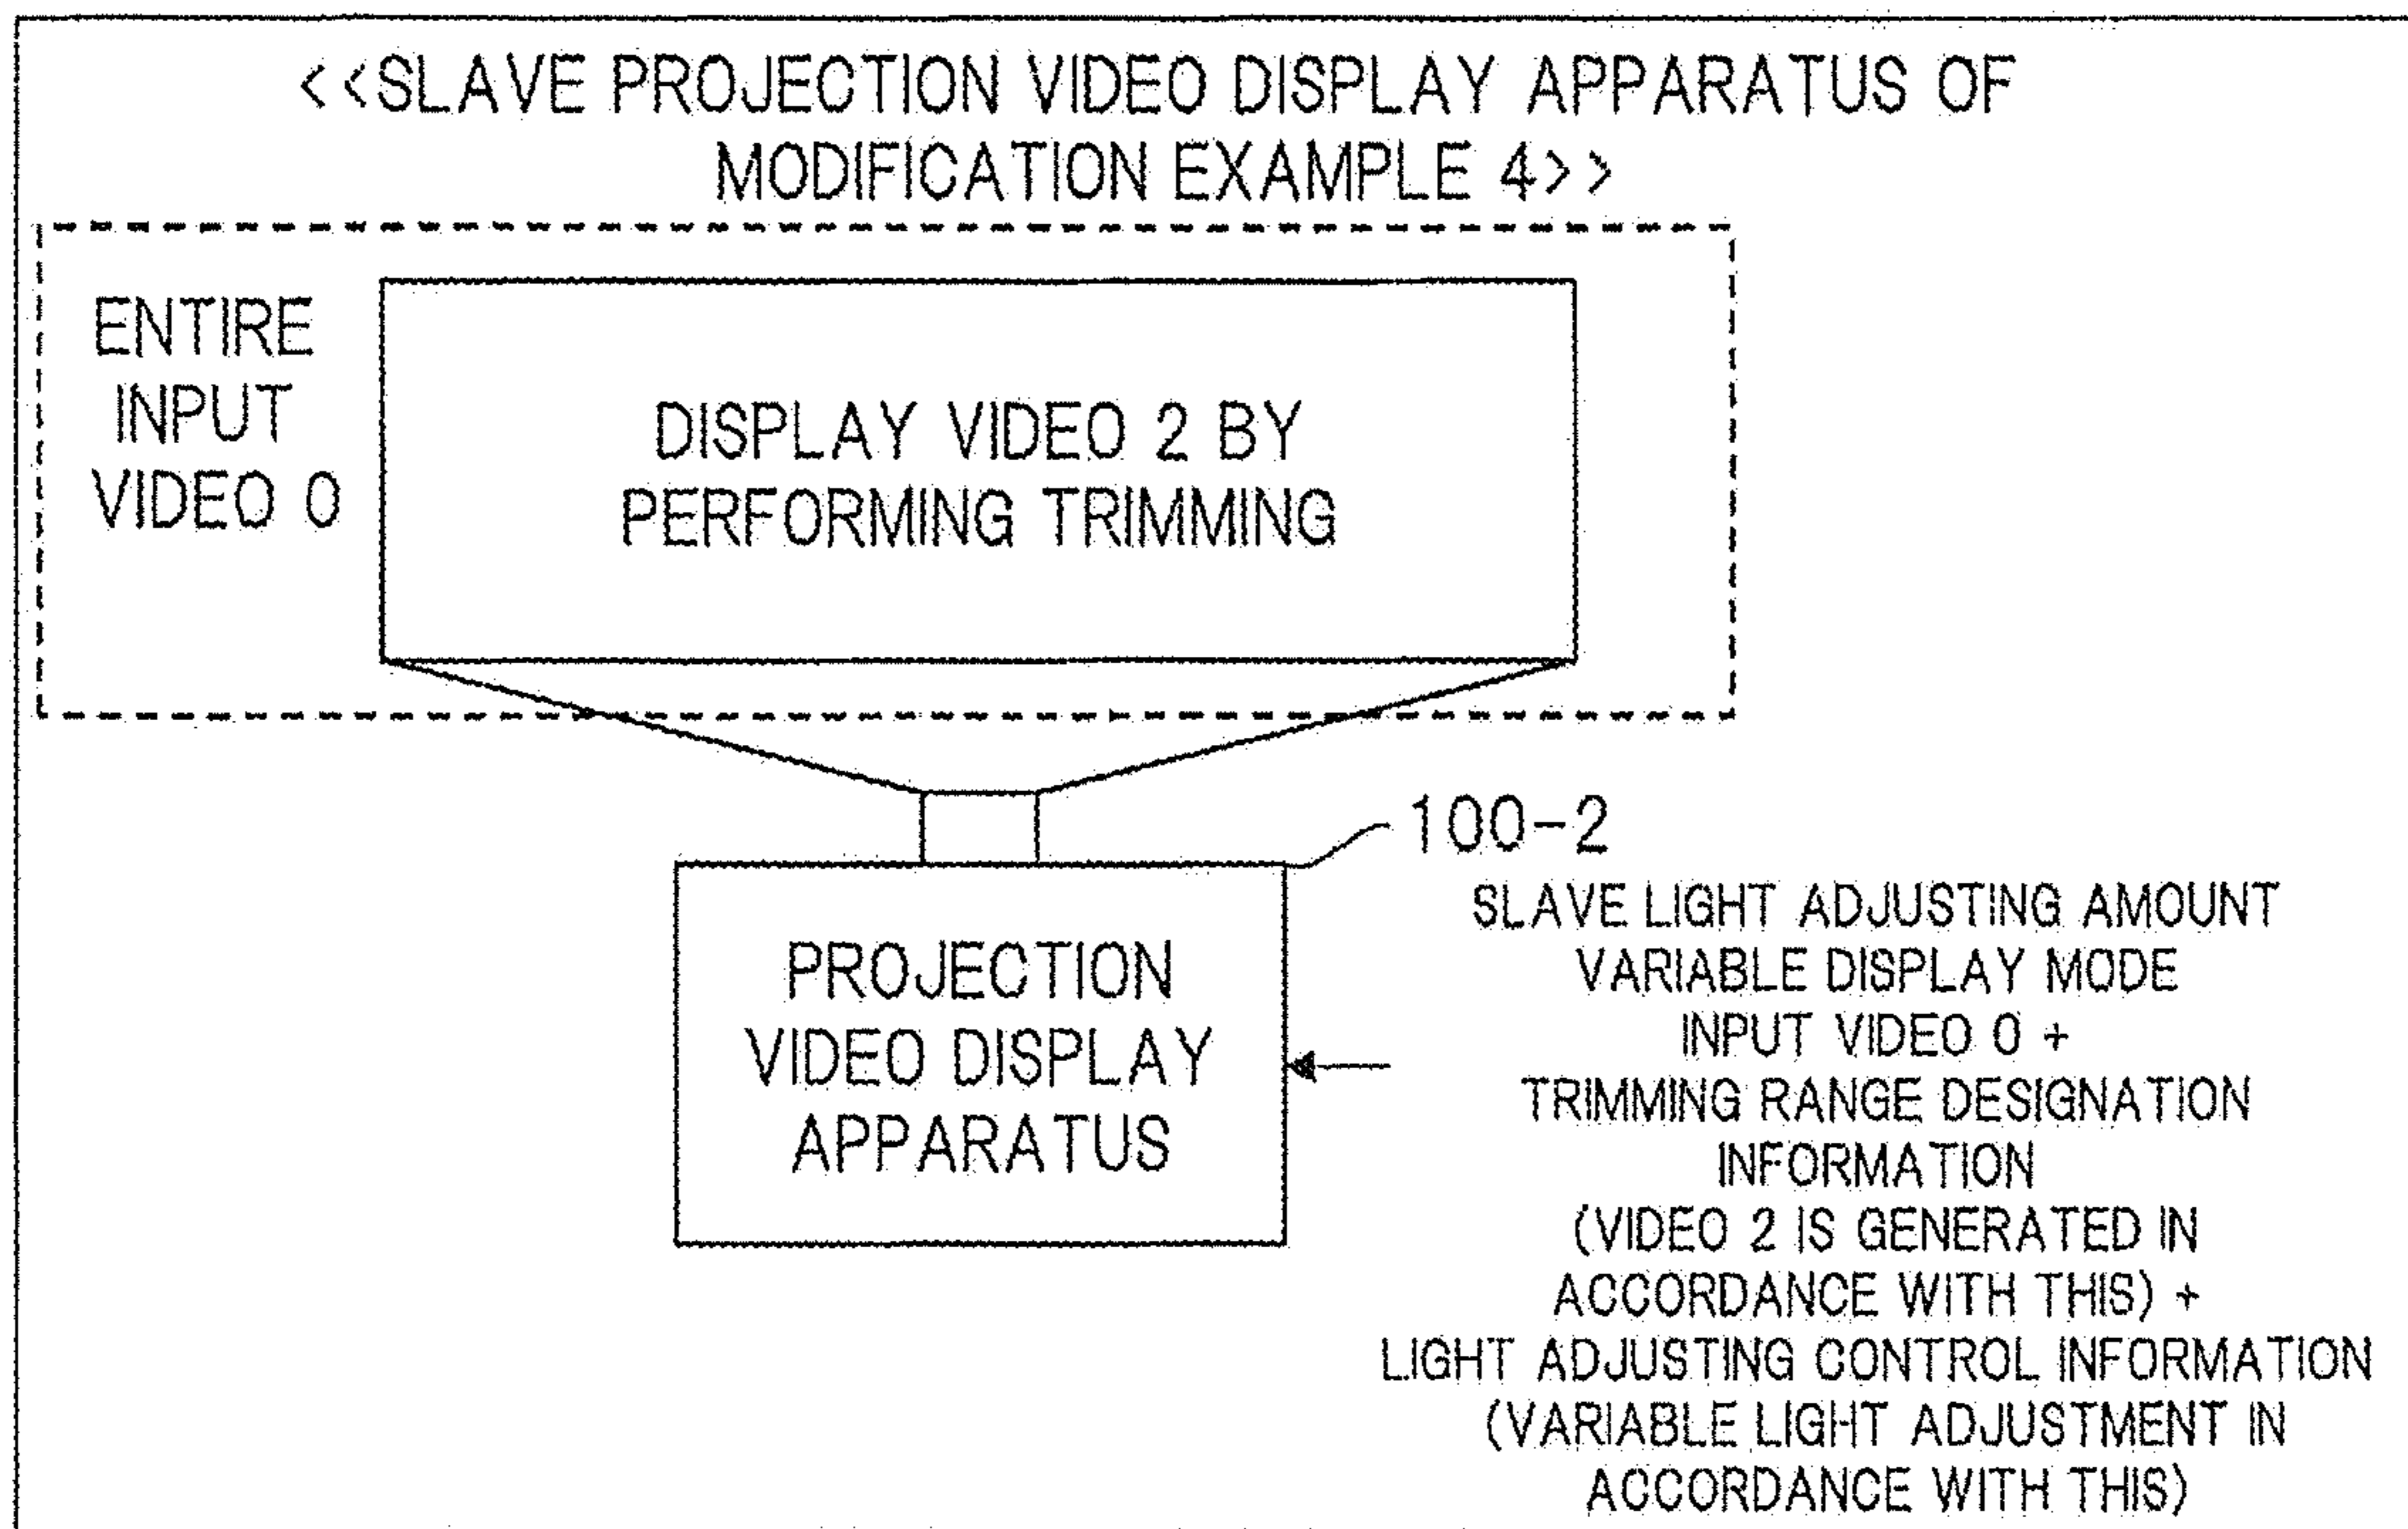 <<SLAVE PROJECTION VIDEO DISPLAY APPARATUS OF
MODIFICATION EXAMPLE 4>>
ENTIRE
INPUT
VIDEO 0
DISPLAY VIDEO 2 BY
PERFORMING TRIMMING
100-2
PROJECTION
VIDEO DISPLAY
APPARATUS
SLAVE LIGHT ADJUSTING AMOUNT
VARIABLE DISPLAY MODE
INPUT VIDEO 0 +
TRIMMING RANGE DESIGNATION
INFORMATION
(VIDEO 2 IS GENERATED IN
ACCORDANCE WITH THIS) +
LIGHT ADJUSTING CONTROL INFORMATION
(VARIABLE LIGHT ADJUSTMENT IN
ACCORDANCE WITH THIS)